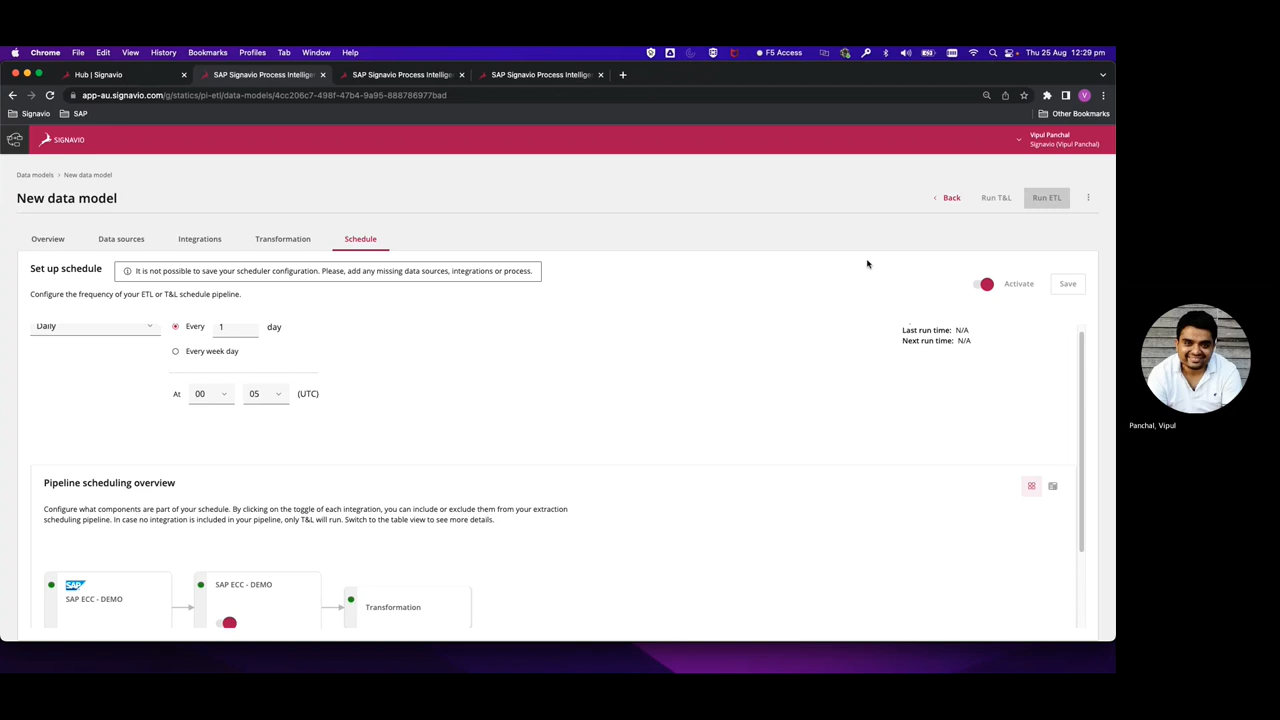 Chrome File Edit View History Bookmarks Profiles Tab Window Help F5 Access Thu 25 Aug 12:29 pm
Hub | Signavio SAP Signavio Process Intellige SAP Signavio Process Intellige SAP Signavio Process Intellige
app-au.signavio.com/g/statics/pi-etl/data-models/4cc206c7-498f-47b4-9a95-888786977bad
Signavio SAP Other Bookmarks
SIGNAVIO
Vipul Panchal
Signavio (Vipul Panchal)
Data models > New data model
New data model
< Back Run T&L Run ETL
Overview Data sources Integrations Transformation Schedule
Set up schedule
It is not possible to save your scheduler configuration. Please, add any missing data sources, integrations or process.
Activate Save
Configure the frequency of your ETL or T&L schedule pipeline.
Daily Every 1 day
Last run time: N/A
Next run time: N/A
Every week day
At 00 05 (UTC)
Pipeline scheduling overview
Configure what components are part of your schedule. By clicking on the toggle of each integration, you can include or exclude them from your extraction
scheduling pipeline. In case no integration is included in your pipeline, only T&L will run. Switch to the table view to see more details.
SAP
SAP ECC - DEMO
SAP ECC - DEMO
Transformation
Panchal, Vipul